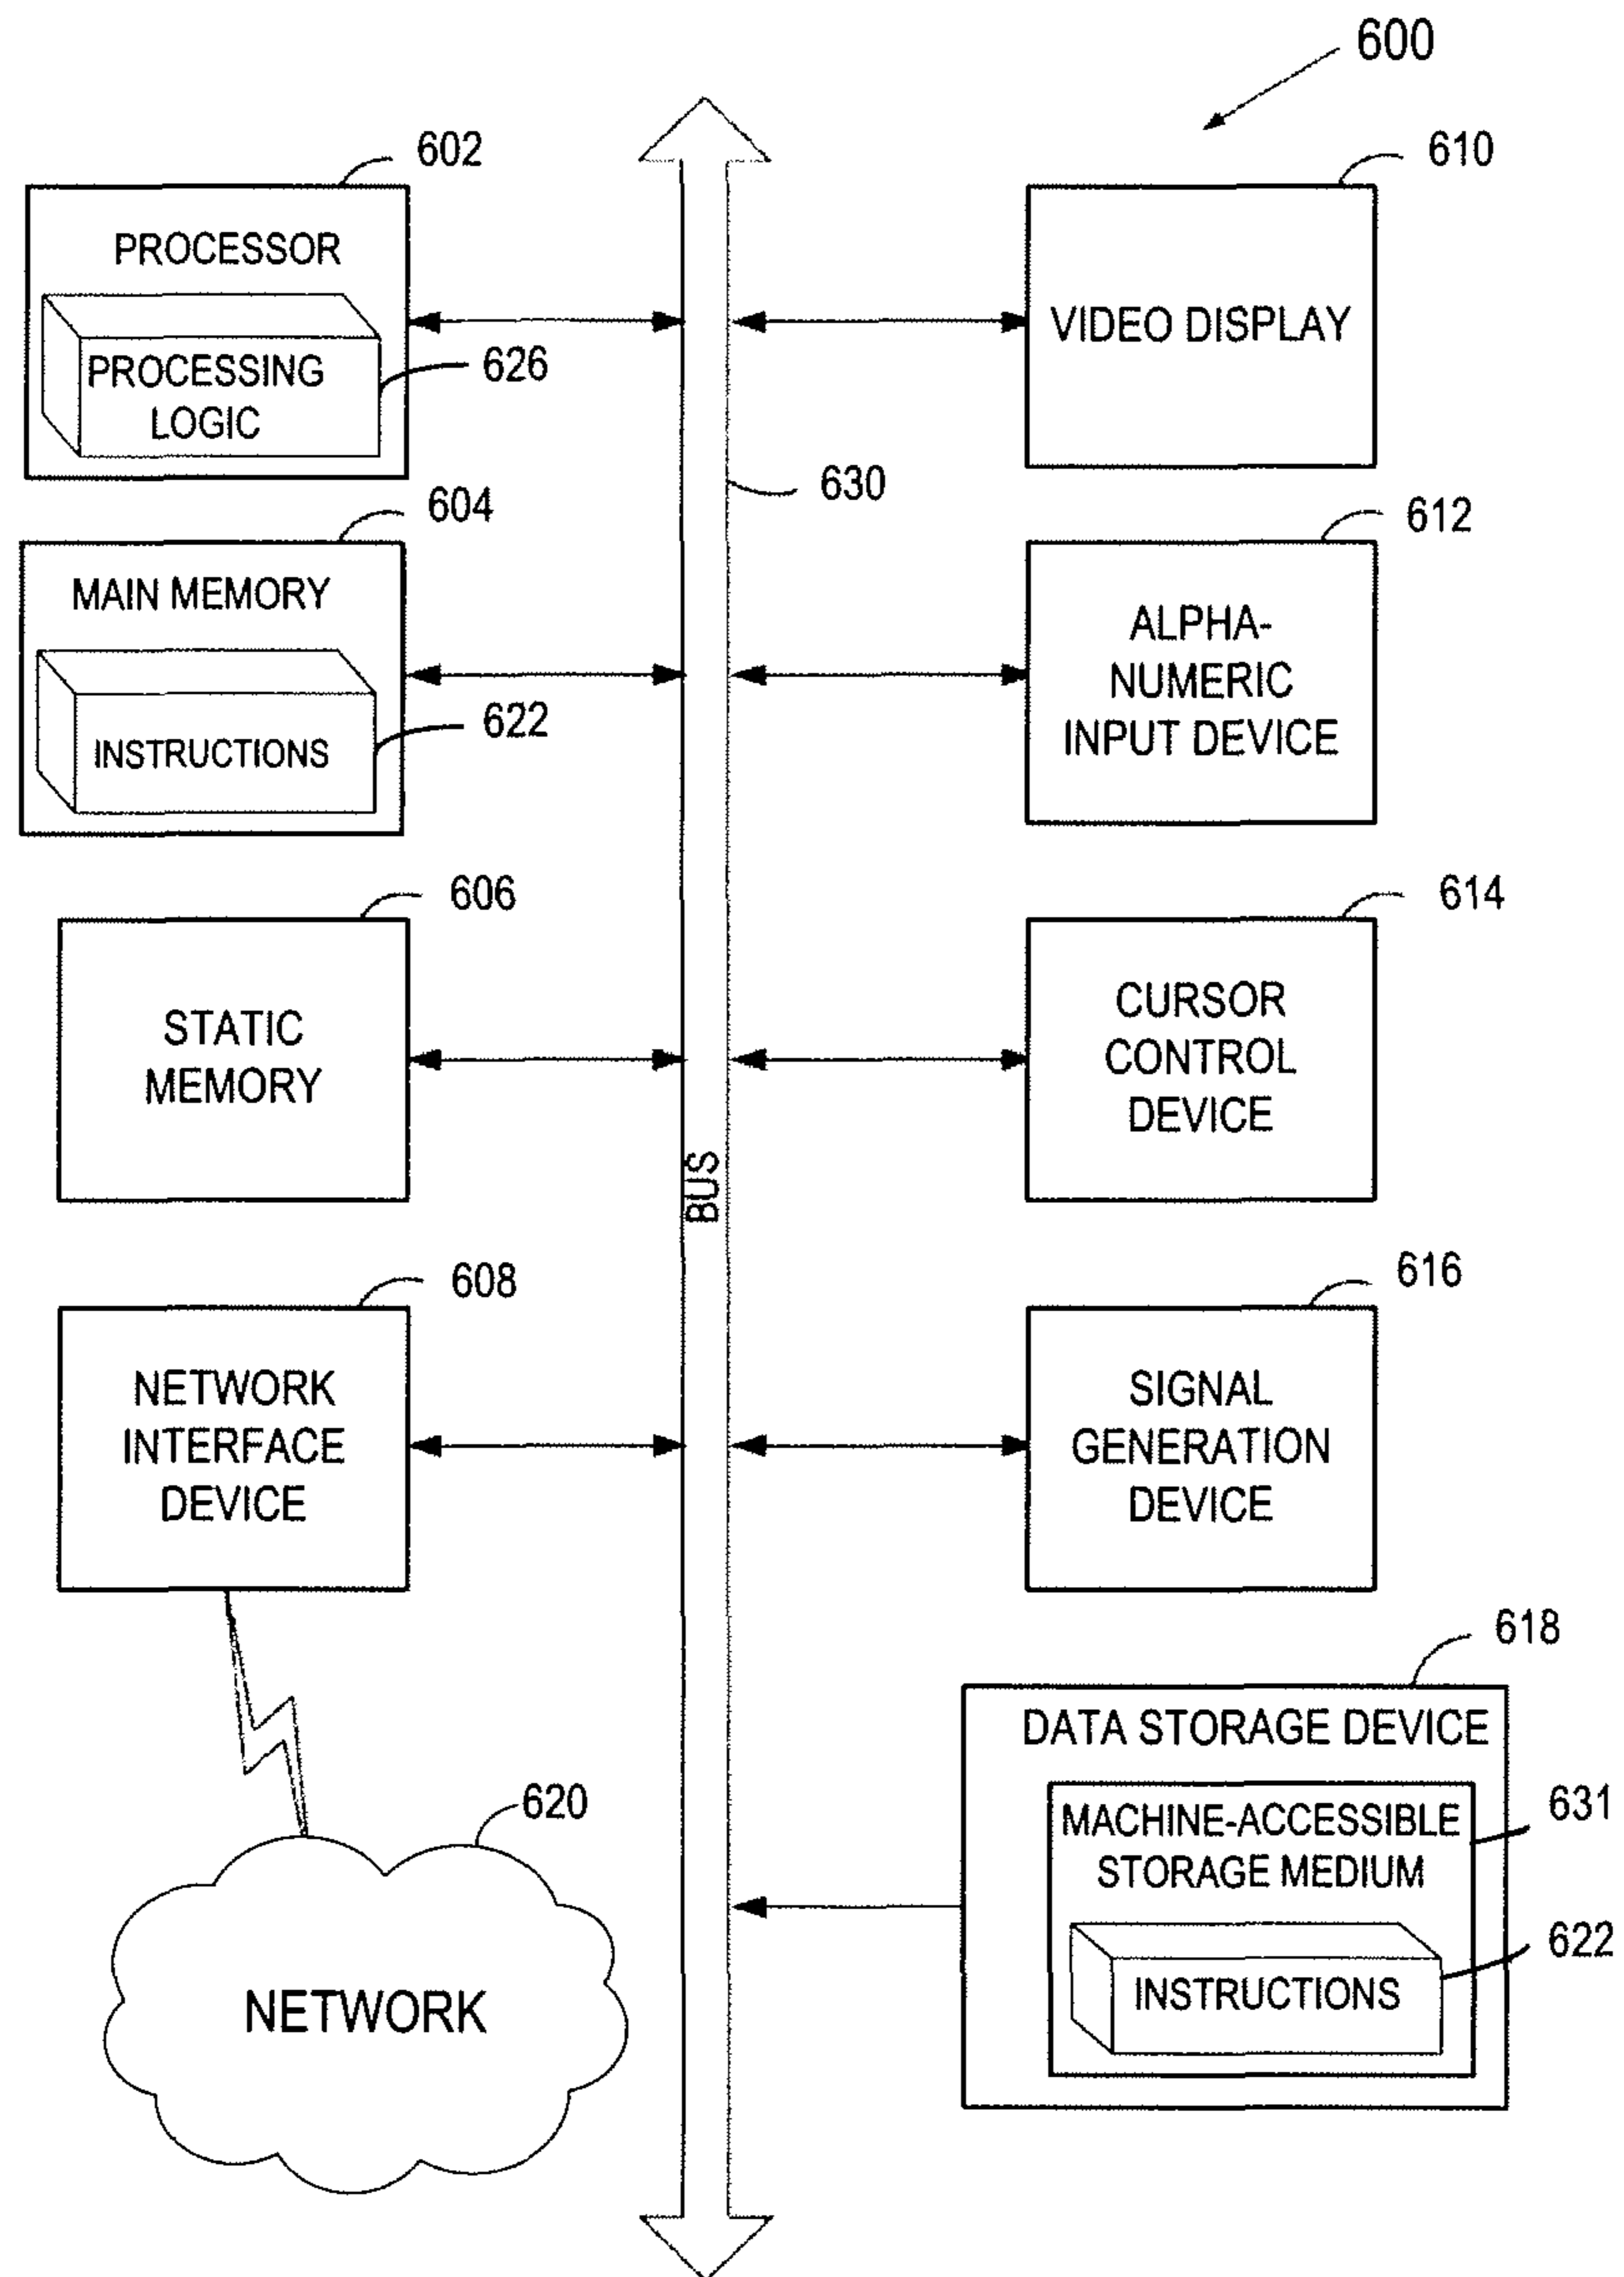 600
602
PROCESSOR
PROCESSING
LOGIC
626
610
VIDEO DISPLAY
630
604
MAIN MEMORY
INSTRUCTIONS
622
612
ALPHA-
NUMERIC
INPUT DEVICE
606
STATIC
MEMORY
614
CURSOR
CONTROL
DEVICE
BUS
608
NETWORK
INTERFACE
DEVICE
616
SIGNAL
GENERATION
DEVICE
620
NETWORK
618
DATA STORAGE DEVICE
631
MACHINE-ACCESSIBLE
STORAGE MEDIUM
622
INSTRUCTIONS